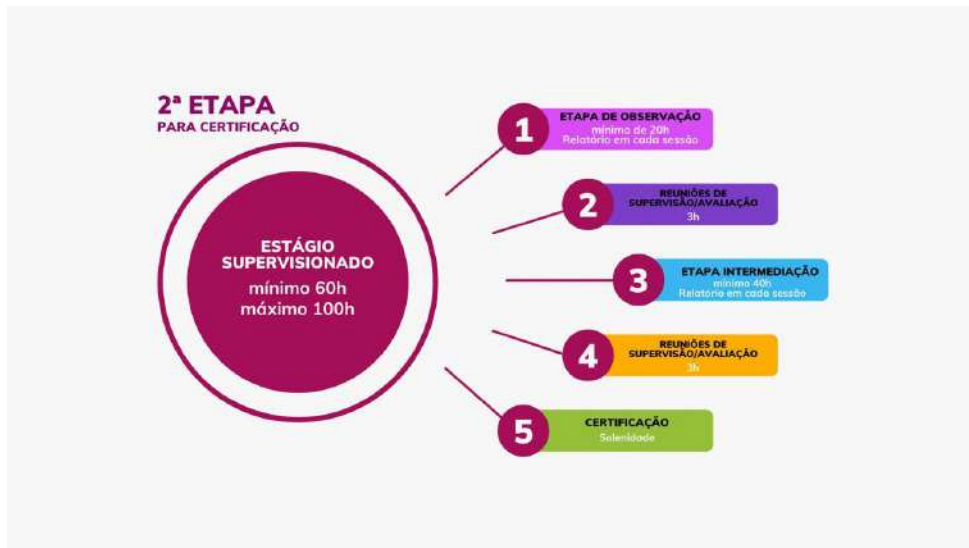 2ª ETAPA
PARA CERTIFICAÇÃO
ESTÁGIO
SUPERVISIONADO
mínimo 60h
máximo 100h
1
ETAPA DE OBSERVAÇÃO
mínimo de 20h
Relatório em cada sessão
2
REUNIÕES DE
SUPERVISÃO/AVALIAÇÃO
3h
3
ETAPA INTERMEDIAÇÃO
mínimo 40h
Relatório em cada sessão
4
REUNIÕES DE
SUPERVISÃO/AVALIAÇÃO
3h
5
CERTIFICAÇÃO
Solenidade